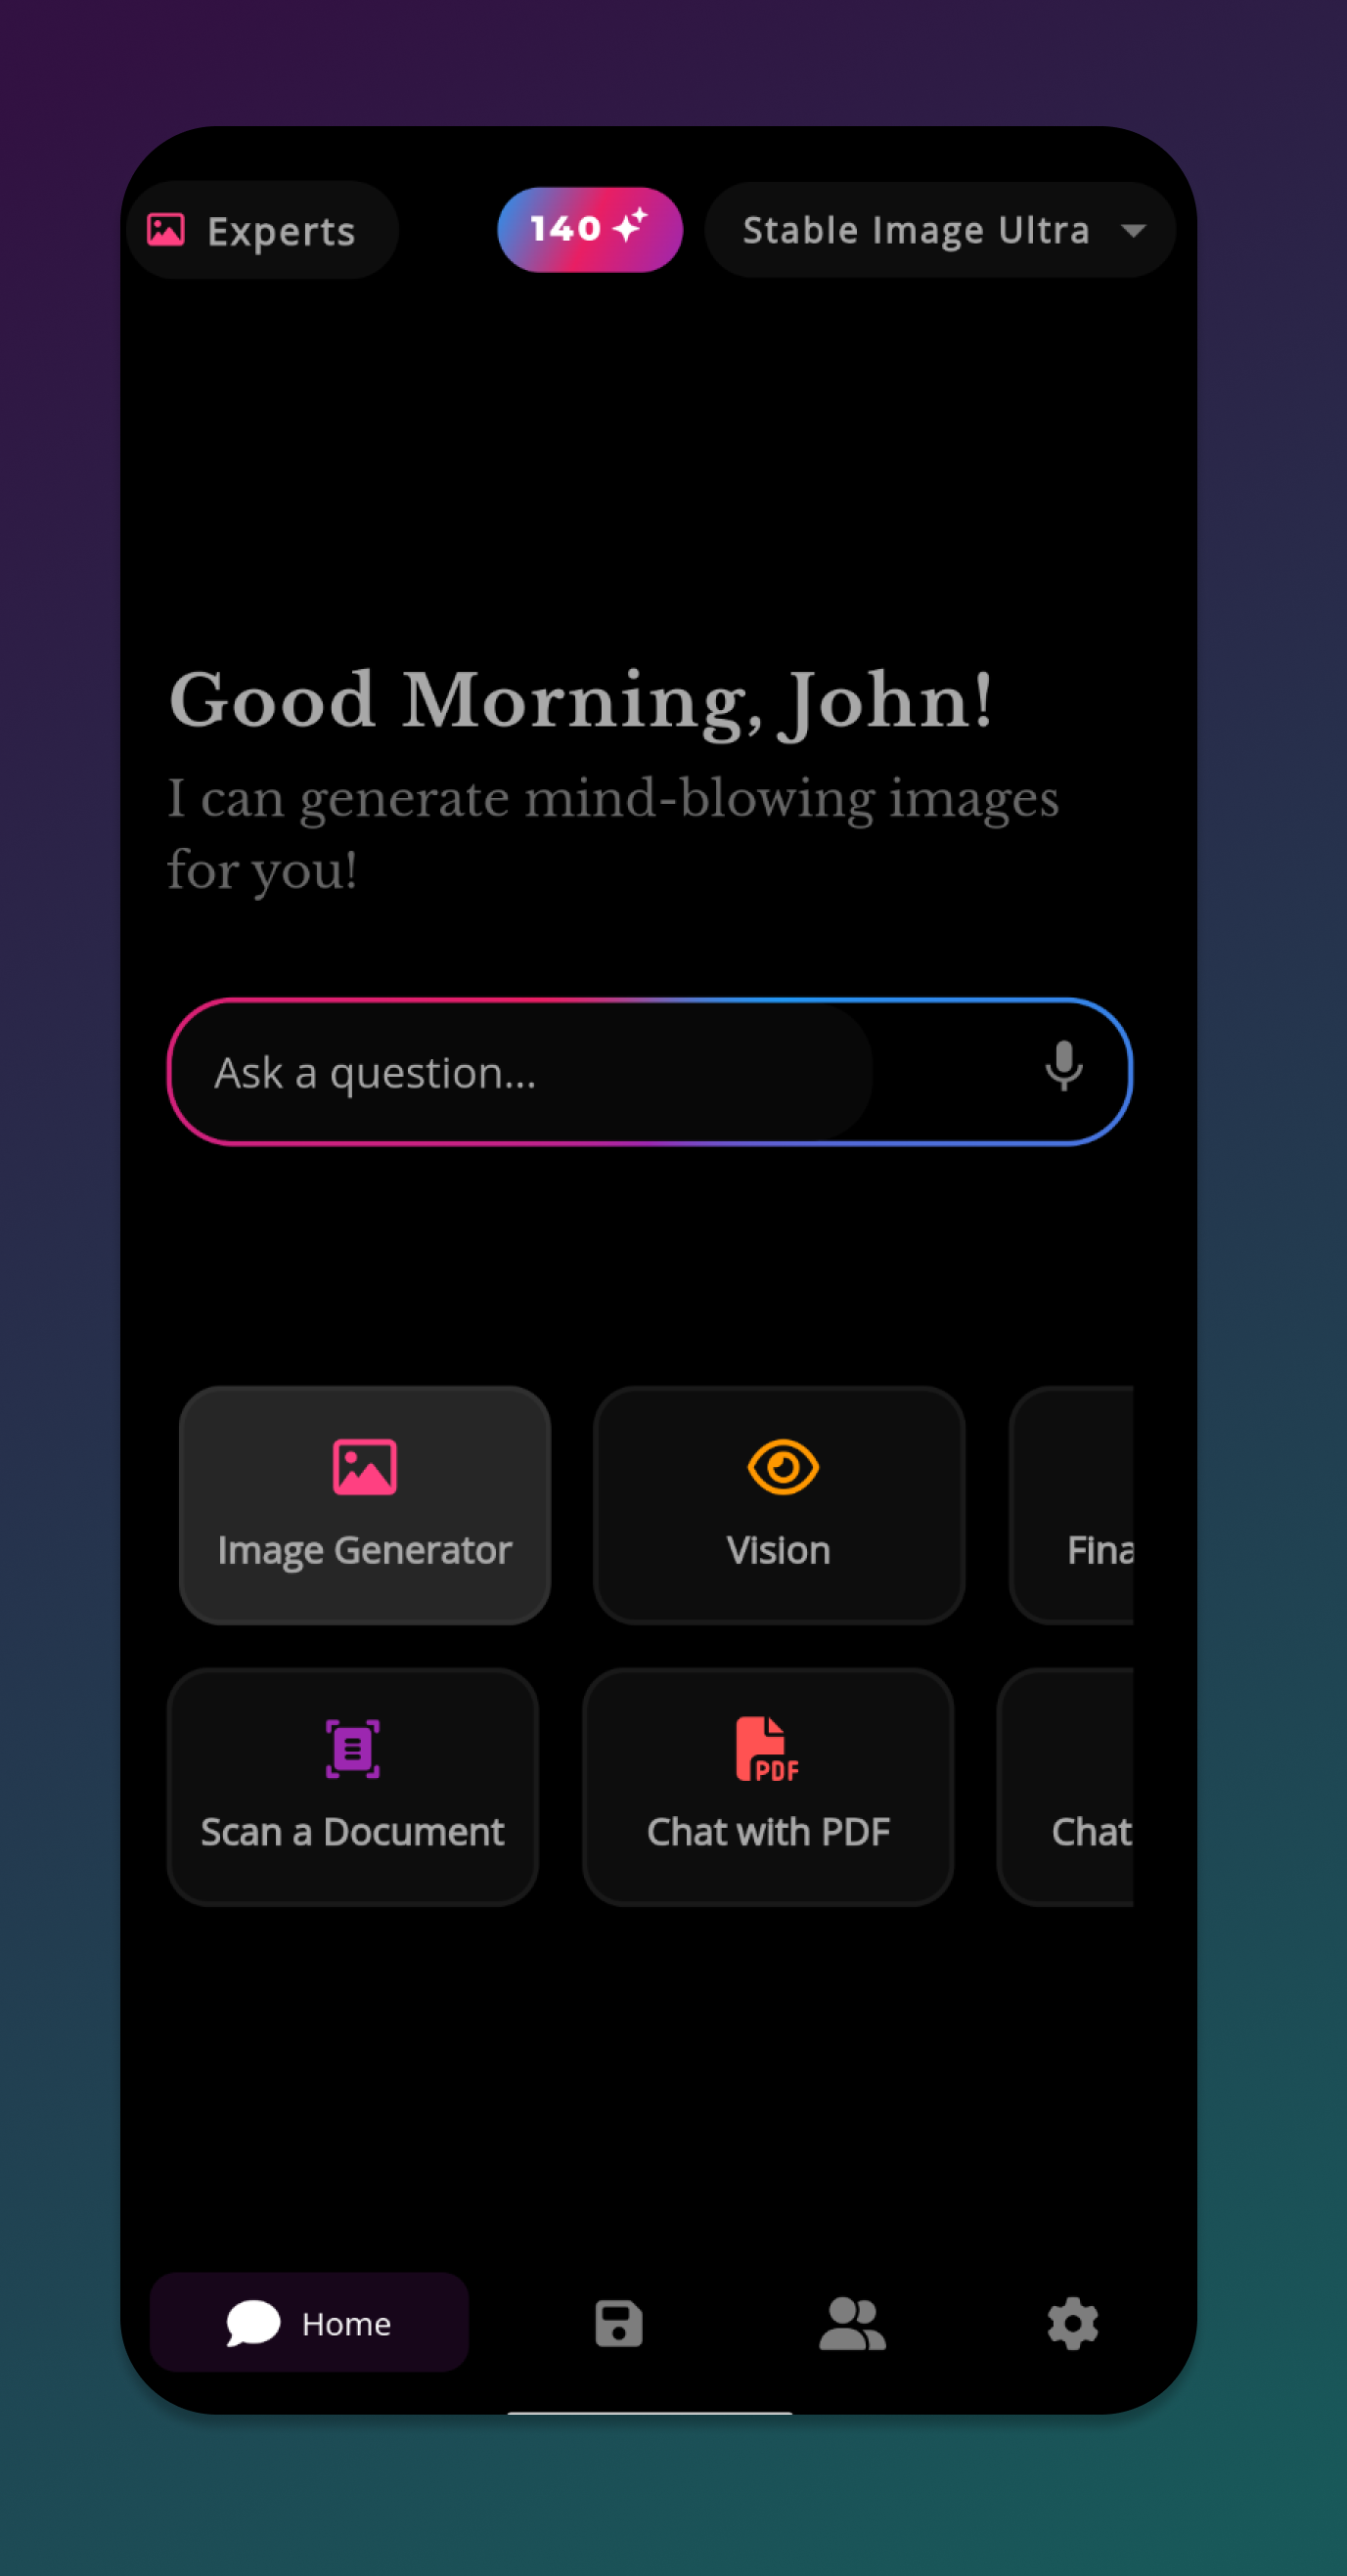 Experts
140
Stable Image Ultra
Good Morning, John!
I can generate mind-blowing images
for you!
Ask a question...
Image Generator
Vision
Fina
Scan a Document
PDF
Chat with PDF
Chat
Home